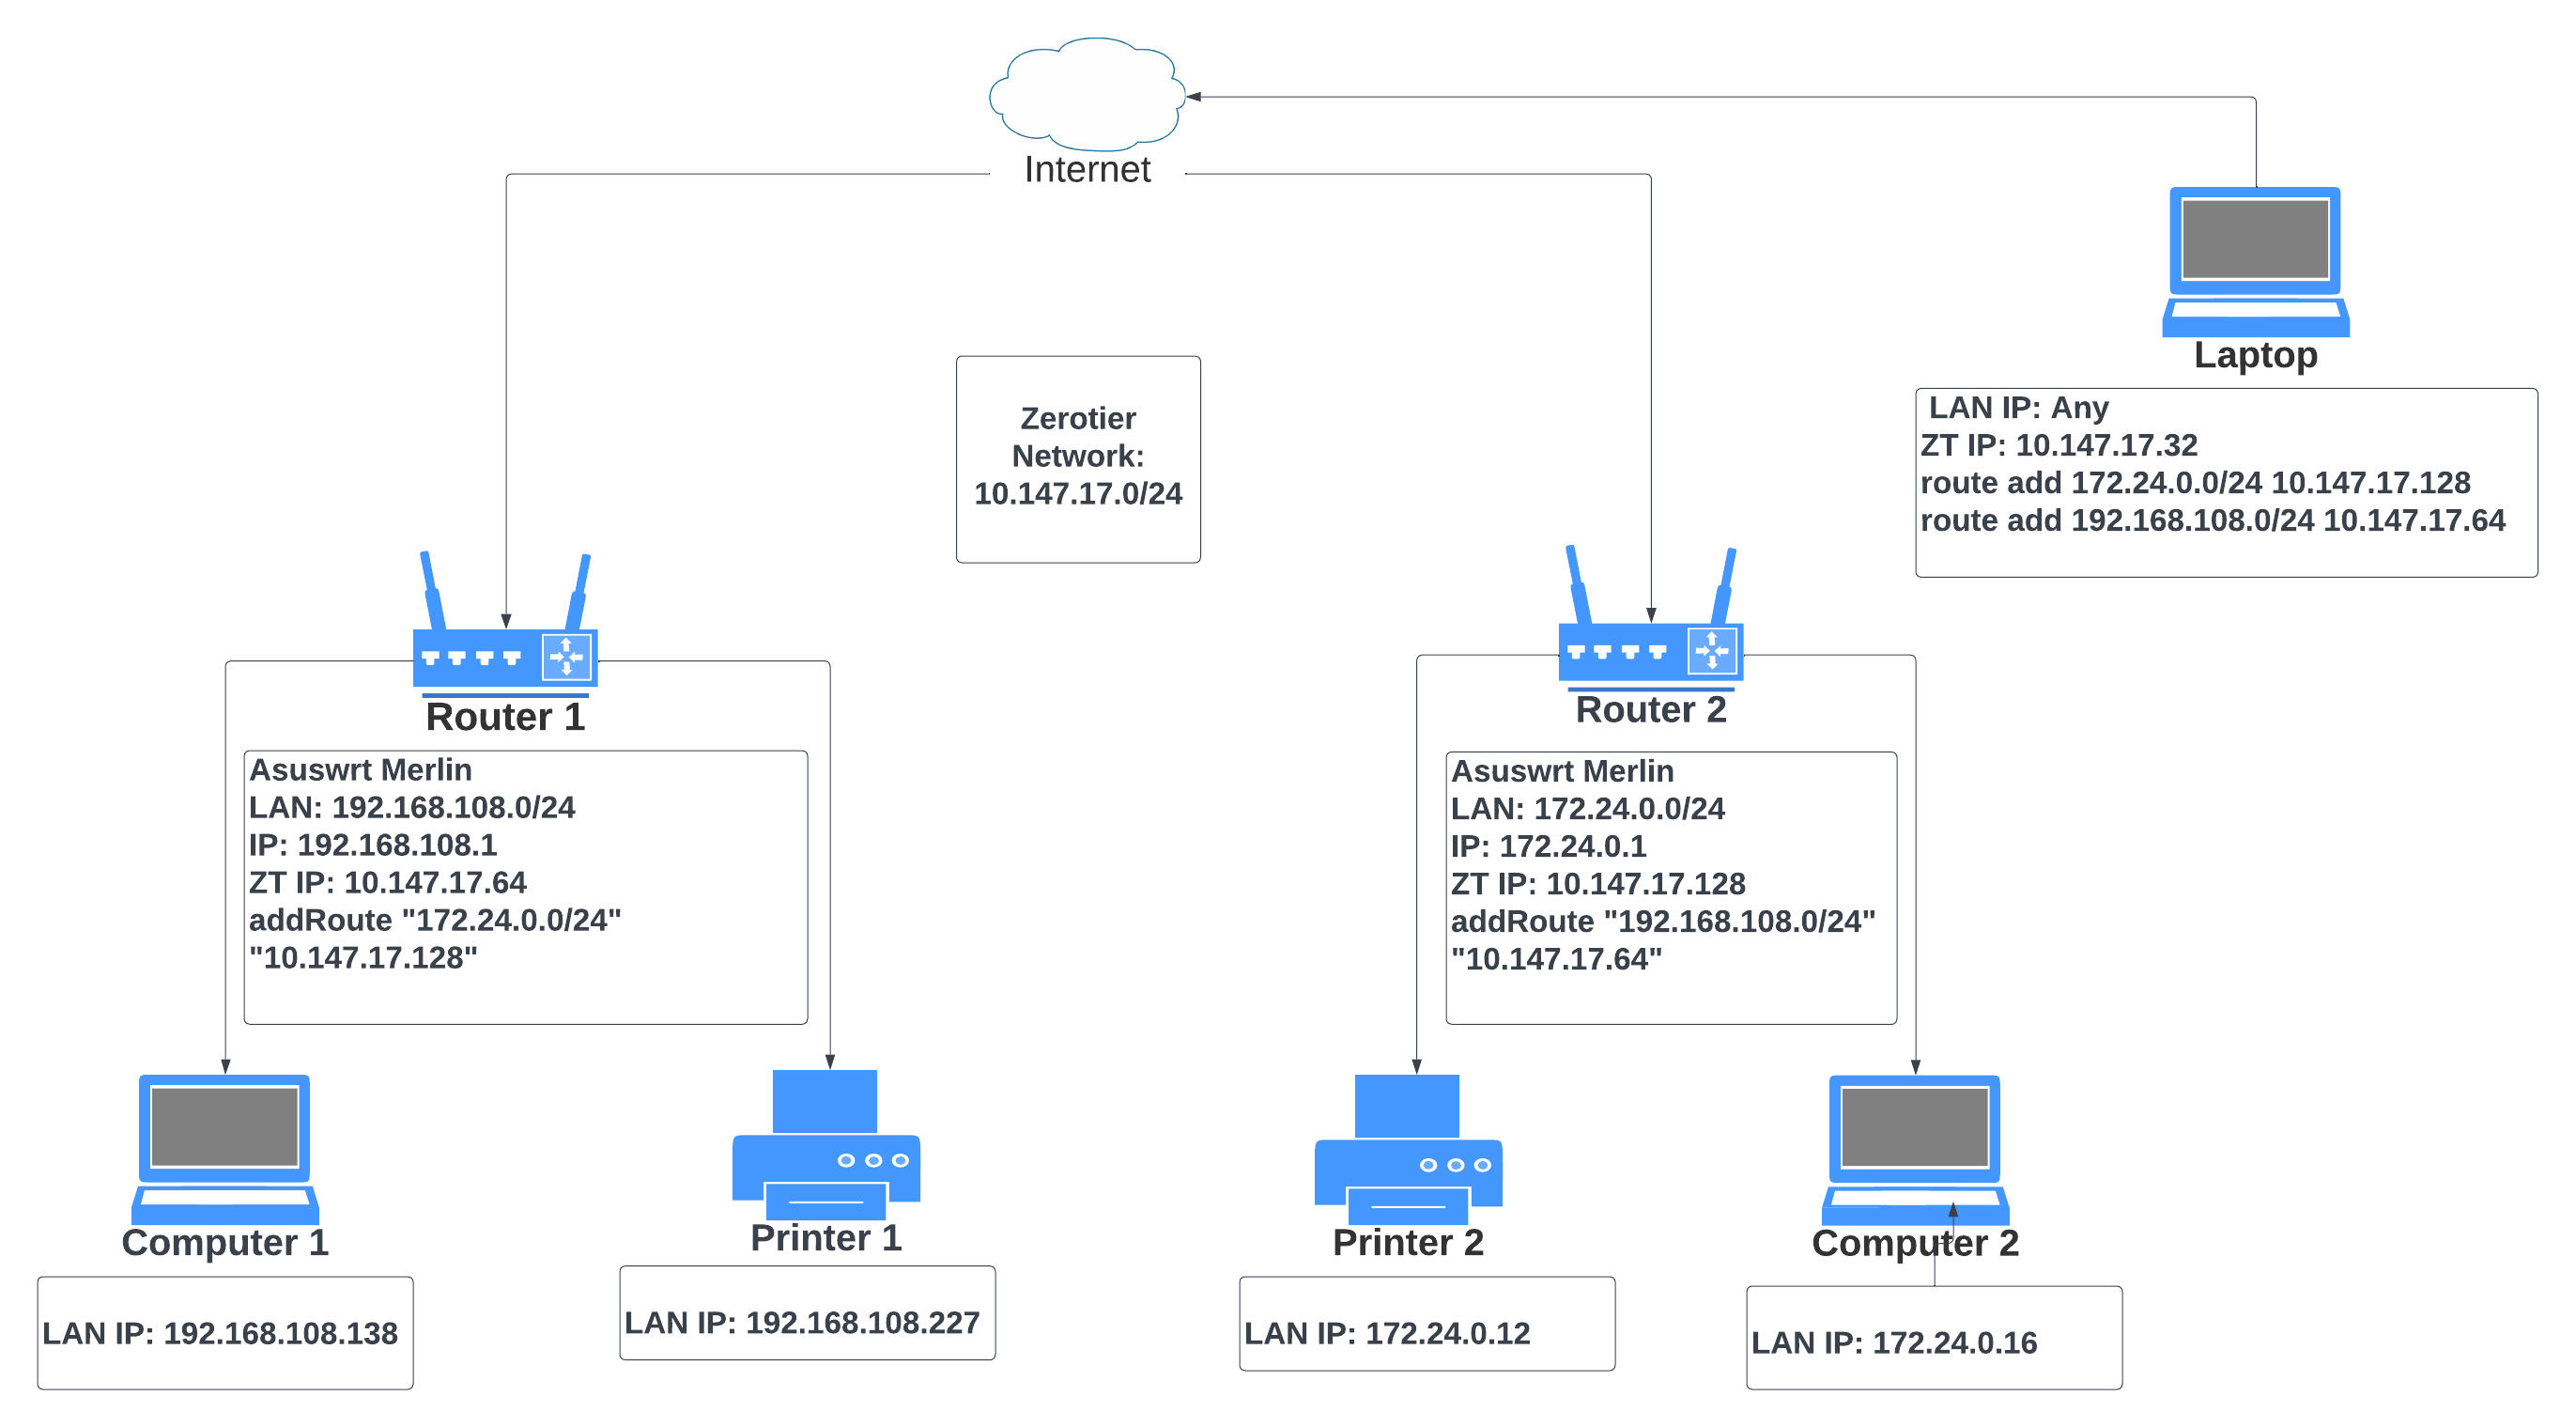 Internet
Laptop
LAN IP: Any
ZT IP: 10.147.17.32
route add 172.24.0.0/24 10.147.17.128
route add 192.168.108.0/24 10.147.17.64
Zerotier
Network:
10.147.17.0/24
Router 1
Asuswrt Merlin
LAN: 192.168.108.0/24
IP: 192.168.108.1
ZT IP: 10.147.17.64
addRoute "172.24.0.0/24"
"10.147.17.128"
Router 2
Asuswrt Merlin
LAN: 172.24.0.0/24
IP: 172.24.0.1
ZT IP: 10.147.17.128
addRoute "192.168.108.0/24"
"10.147.17.64"
Computer 1
LAN IP: 192.168.108.138
Printer 1
LAN IP: 192.168.108.227
Printer 2
LAN IP: 172.24.0.12
Computer 2
LAN IP: 172.24.0.16